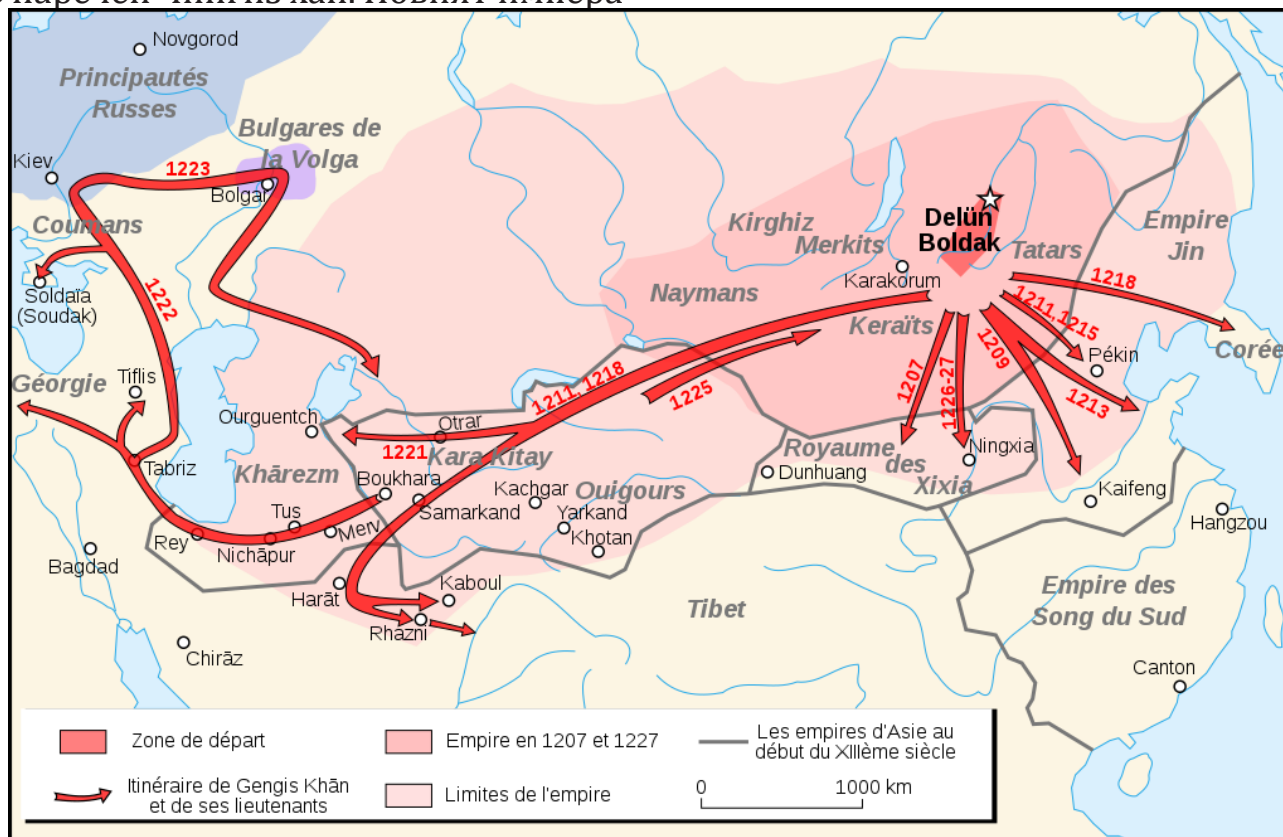 Novgorod
Principautés
Russes
Bulgares de
la Volga
Kiev
1223
Bolgar
Coumans
Delün
Boldak
Kirghiz
Merkits
Tatars
Empire
Jin
Karakorum
Soldaïa
(Soudak)
1222
Naymans
Keraïts
1218
1211, 1215
1209
Pékin
Corée
Géorgie
Tiflis
1211, 1218
1225
1207
1226-27
1213
Ourguentch
Otrar
1221
Kara Kitay
Royaume
des
Xixia
Ningxia
Dunhuang
Tabriz
Khārezm
Boukhara
Samarkand
Kachgar
Ouigours
Yarkand
Khotan
Kaifeng
Hangzou
Tus
Merv
Rey
Nichāpur
Bagdad
Harāt
Kaboul
Rhazni
Tibet
Empire des
Song du Sud
Chirāz
Canton
Zone de départ
Empire en 1207 et 1227
Les empires d'Asie au
début du XIIIème siècle
Itinéraire de Gengis Khān
et de ses lieutenants
Limites de l'empire
0 1000 km